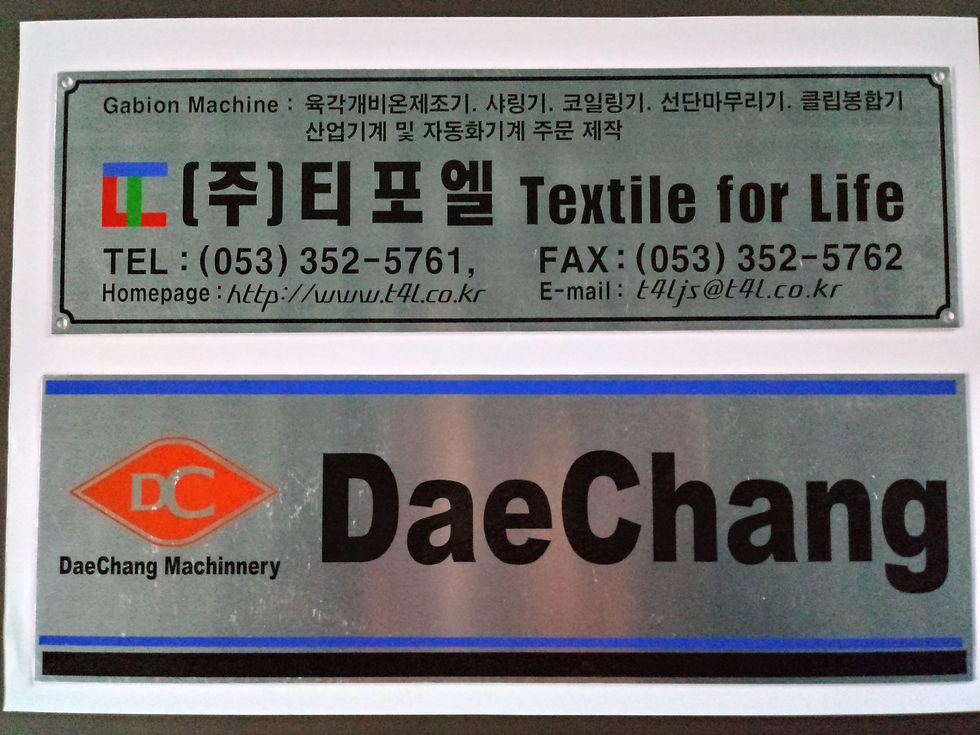 Gabion Machine : 육각개비온제조기. 샤링기. 코일링기. 선단마무리기. 클립봉합기
산업기계 및 자동화기계 주문 제작
(주)티포엘 Textile for Life
TEL : (053) 352-5761, FAX : (053) 352-5762
Homepage : http://www.t4l.co.kr E-mail : t4ljs@t4l.co.kr
DC
DaeChang Machinnery
DaeChang